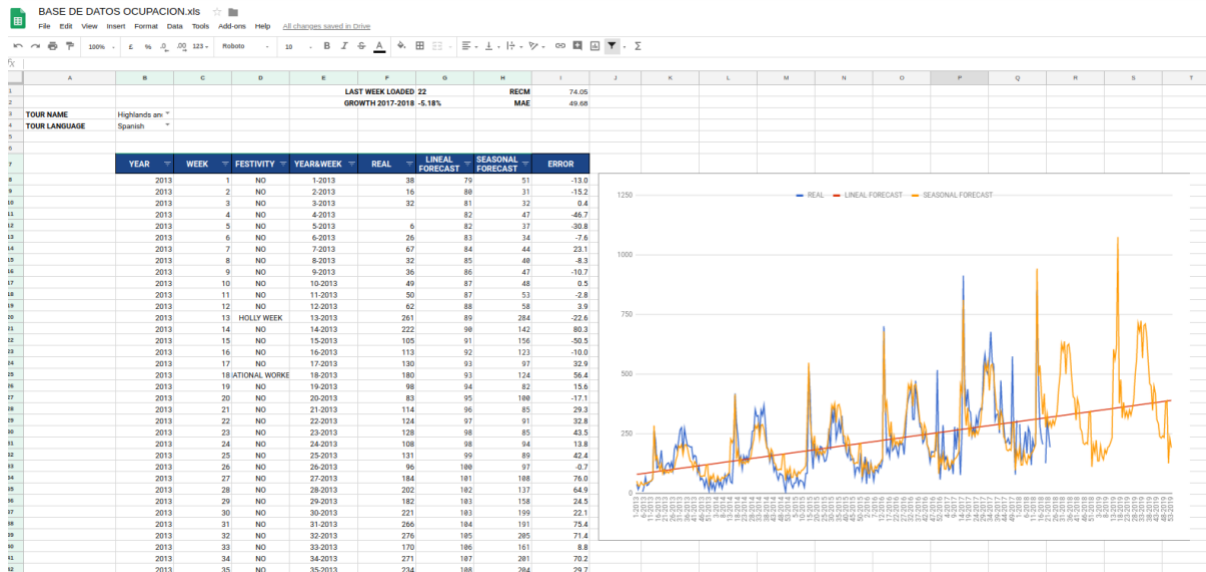 BASE DE DATOS OCUPACION.xls
File Edit View Insert Format Data Tools Add-ons Help All changes saved in Drive
100% £ % .0 .00 123 Roboto 10 B I S A
A B C D E F G H I J K L M N O P Q R S T
LAST WEEK LOADED 22 RECM 74.05
GROWTH 2017-2018 -5.18% MAE 49.68
TOUR NAME Highlands an
TOUR LANGUAGE Spanish
YEAR WEEK FESTIVITY YEAR&WEEK REAL LINEAL FORECAST SEASONAL FORECAST ERROR
2013 1 NO 1-2013 38 79 51 -13.0
2013 2 NO 2-2013 16 80 31 -15.2
2013 3 NO 3-2013 32 81 32 0.4
2013 4 NO 4-2013 82 47 -46.7
2013 5 NO 5-2013 6 82 37 -30.8
2013 6 NO 6-2013 26 83 34 -7.6
2013 7 NO 7-2013 67 84 44 23.1
2013 8 NO 8-2013 32 85 40 -8.3
2013 9 NO 9-2013 36 86 47 -10.7
2013 10 NO 10-2013 49 87 48 0.5
2013 11 NO 11-2013 50 87 53 -2.8
2013 12 NO 12-2013 62 88 58 3.9
2013 13 HOLLY WEEK 13-2013 261 89 284 -22.6
2013 14 NO 14-2013 222 90 142 80.3
2013 15 NO 15-2013 105 91 156 -50.5
2013 16 NO 16-2013 113 92 123 -10.0
2013 17 NO 17-2013 130 93 97 32.9
2013 18 ATIONAL WORKE 18-2013 180 93 124 56.4
2013 19 NO 19-2013 98 94 82 15.6
2013 20 NO 20-2013 83 95 100 -17.1
2013 21 NO 21-2013 114 96 85 29.3
2013 22 NO 22-2013 124 97 91 32.8
2013 23 NO 23-2013 128 98 85 43.5
2013 24 NO 24-2013 108 98 94 13.8
2013 25 NO 25-2013 131 99 89 42.4
2013 26 NO 26-2013 96 100 97 -0.7
2013 27 NO 27-2013 184 101 108 76.0
2013 28 NO 28-2013 202 102 137 64.9
2013 29 NO 29-2013 182 103 158 24.5
2013 30 NO 30-2013 221 103 199 22.1
2013 31 NO 31-2013 266 104 191 75.4
2013 32 NO 32-2013 276 105 205 71.4
2013 33 NO 33-2013 170 106 161 8.8
2013 34 NO 34-2013 271 107 201 70.2
2013 35 NO 35-2013 234 108 204 29.7
REAL LINEAL FORECAST SEASONAL FORECAST
1250
1000
750
500
250
0